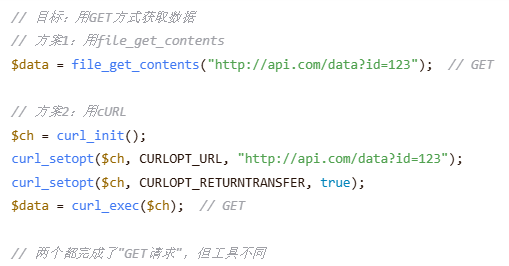 // 目标：用GET方式获取数据
// 方案1：用file_get_contents
$data = file_get_contents("http://api.com/data?id=123");  // GET
// 方案2：用cURL
$ch = curl_init();
curl_setopt($ch, CURLOPT_URL, "http://api.com/data?id=123");
curl_setopt($ch, CURLOPT_RETURNTRANSFER, true);
$data = curl_exec($ch);  // GET
// 两个都完成了"GET请求"，但工具不同